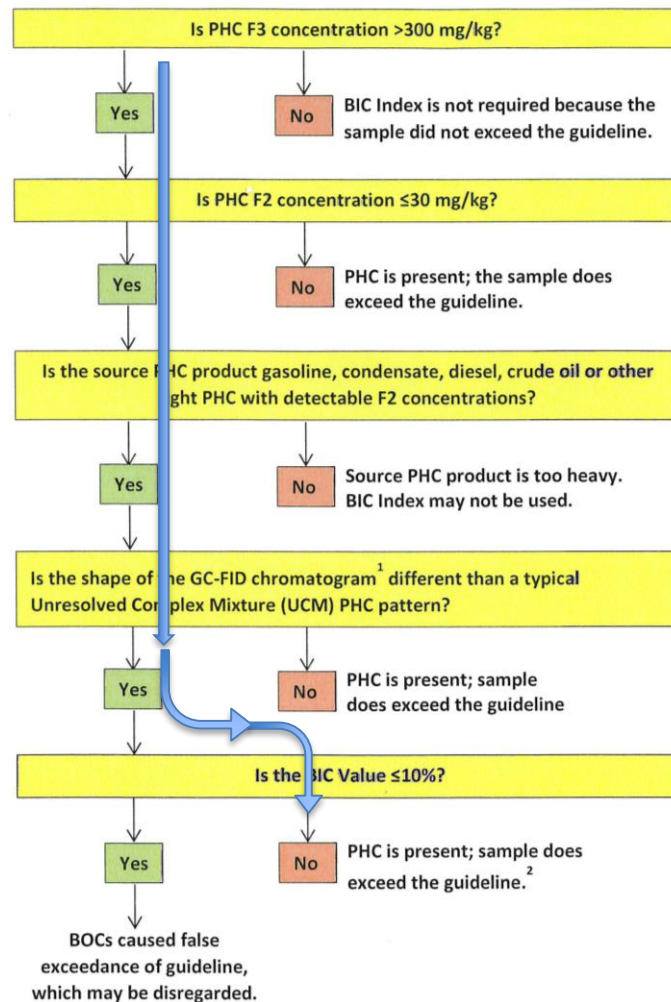 Is PHC F3 concentration >300 mg/kg?
Yes
No
BIC Index is not required because the
sample did not exceed the guideline.
Is PHC F2 concentration ≤30 mg/kg?
Yes
No
PHC is present; the sample does
exceed the guideline.
Is the source PHC product gasoline, condensate, diesel, crude oil or other
ght PHC with detectable F2 concentrations?
Yes
No
Source PHC product is too heavy.
BIC Index may not be used.
Is the shape of the GC-FID chromatogram¹ different than a typical
Unresolved Complex Mixture (UCM) PHC pattern?
Yes
No
PHC is present; sample
does exceed the guideline
Is the BIC Value ≤10%?
Yes
No
PHC is present; sample does
exceed the guideline.²
BOCs caused false
exceedance of guideline,
which may be disregarded.